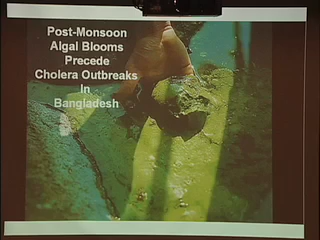 Post-Monsoon
Algal Blooms
Precede
Cholera Outbreaks
In
Bangladesh